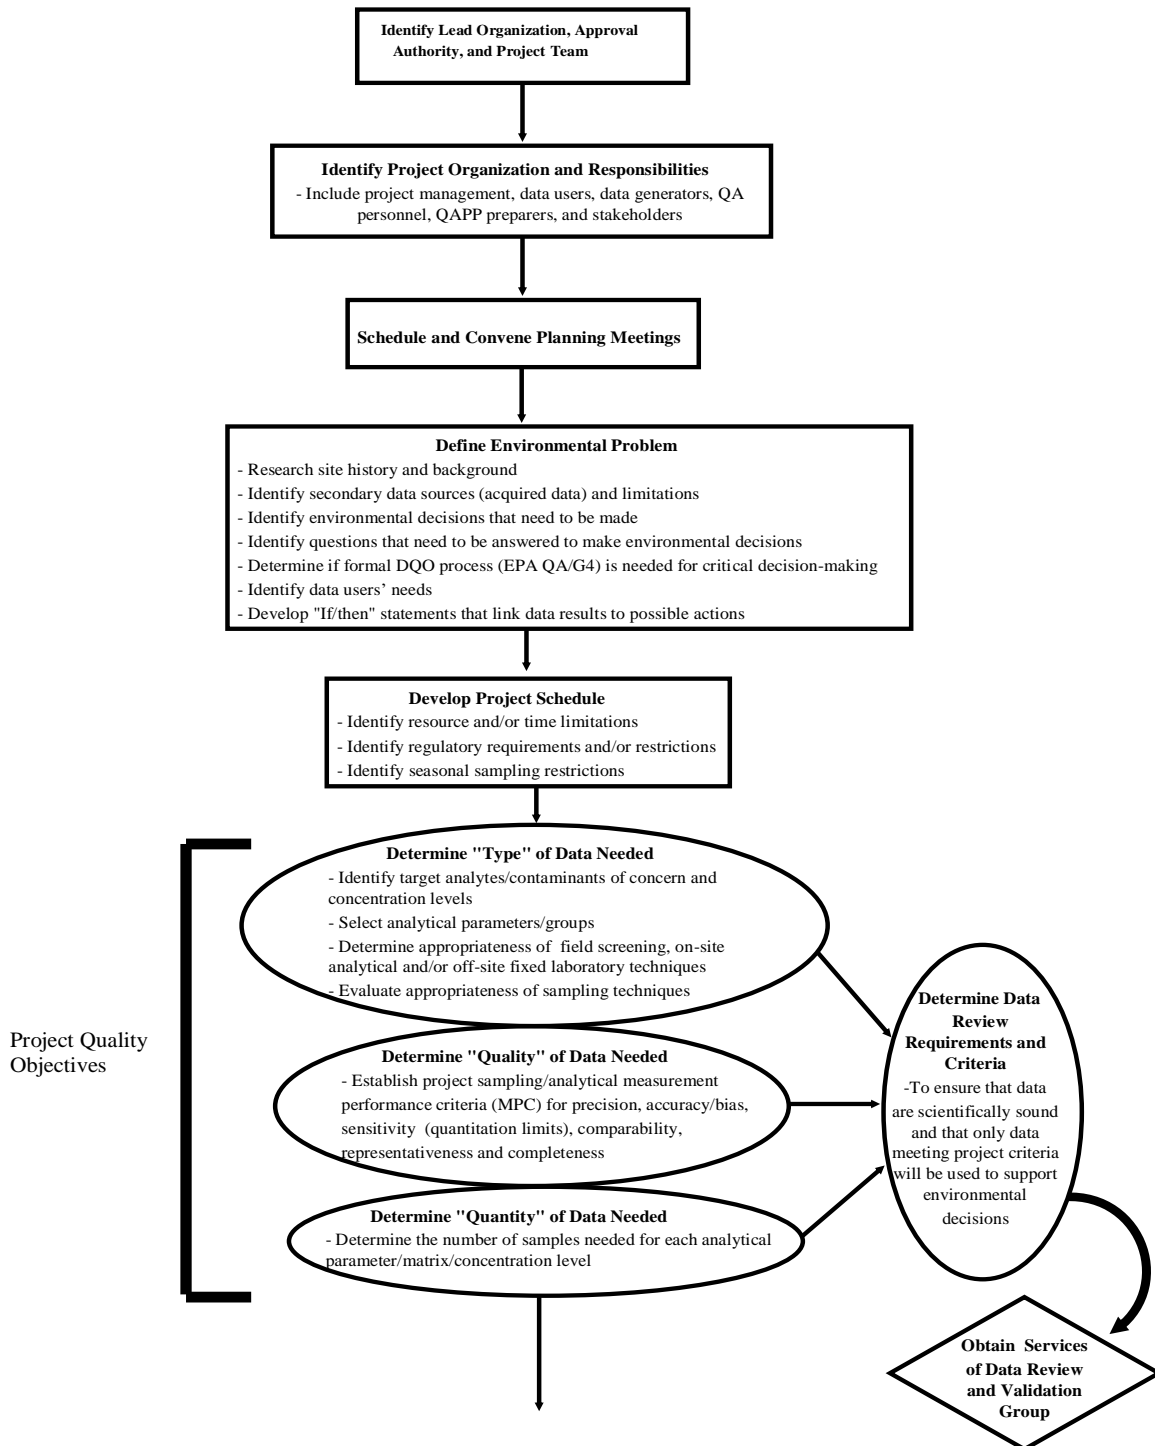 Identify Lead Organization, Approval
Authority, and Project Team
Identify Project Organization and Responsibilities
- Include project management, data users, data generators, QA
personnel, QAPP preparers, and stakeholders
Schedule and Convene Planning Meetings
Define Environmental Problem
- Research site history and background
- Identify secondary data sources (acquired data) and limitations
- Identify environmental decisions that need to be made
- Identify questions that need to be answered to make environmental decisions
- Determine if formal DQO process (EPA QA/G4) is needed for critical decision-making
- Identify data users' needs
- Develop "If/then" statements that link data results to possible actions
Develop Project Schedule
- Identify resource and/or time limitations
- Identify regulatory requirements and/or restrictions
- Identify seasonal sampling restrictions
Project Quality
Objectives
Determine "Type" of Data Needed
- Identify target analytes/contaminants of concern and
concentration levels
- Select analytical parameters/groups
- Determine appropriateness of field screening, on-site
analytical and/or off-site fixed laboratory techniques
- Evaluate appropriateness of sampling techniques
Determine "Quality" of Data Needed
- Establish project sampling/analytical measurement
performance criteria (MPC) for precision, accuracy/bias,
sensitivity (quantitation limits), comparability,
representativeness and completeness
Determine "Quantity" of Data Needed
- Determine the number of samples needed for each analytical
parameter/matrix/concentration level
Determine Data
Review
Requirements and
Criteria
-To ensure that data
are scientifically sound
and that only data
meeting project criteria
will be used to support
environmental
decisions
Obtain Services
of Data Review
and Validation
Group